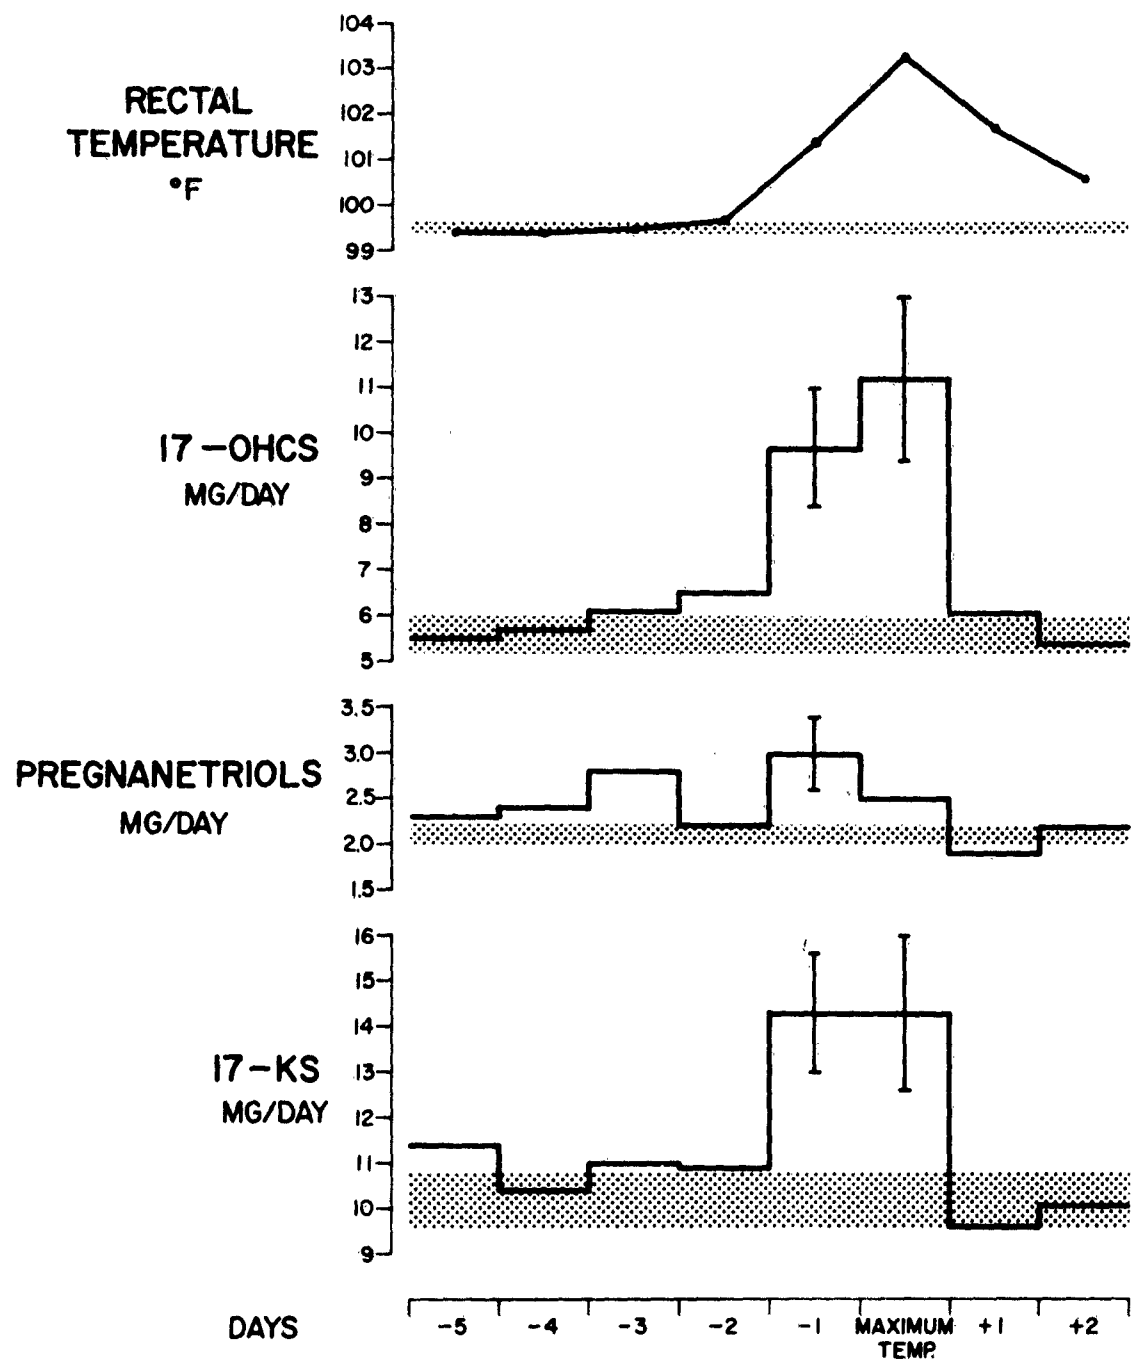 104
103
RECTAL
102
TEMPERATURE
101
°F
100
99
13
12
11
10
17-OHCS
9
MG/DAY
8
7
6
5
3.5
3.0
PREGNANETRIOLS
2.5
MG/DAY
2.0
1.5
16
15
14
17-KS
13
MG/DAY
12
11
10
9
DAYS -5 -4 -3 -2 -1 MAXIMUM +1 +2
TEMP.